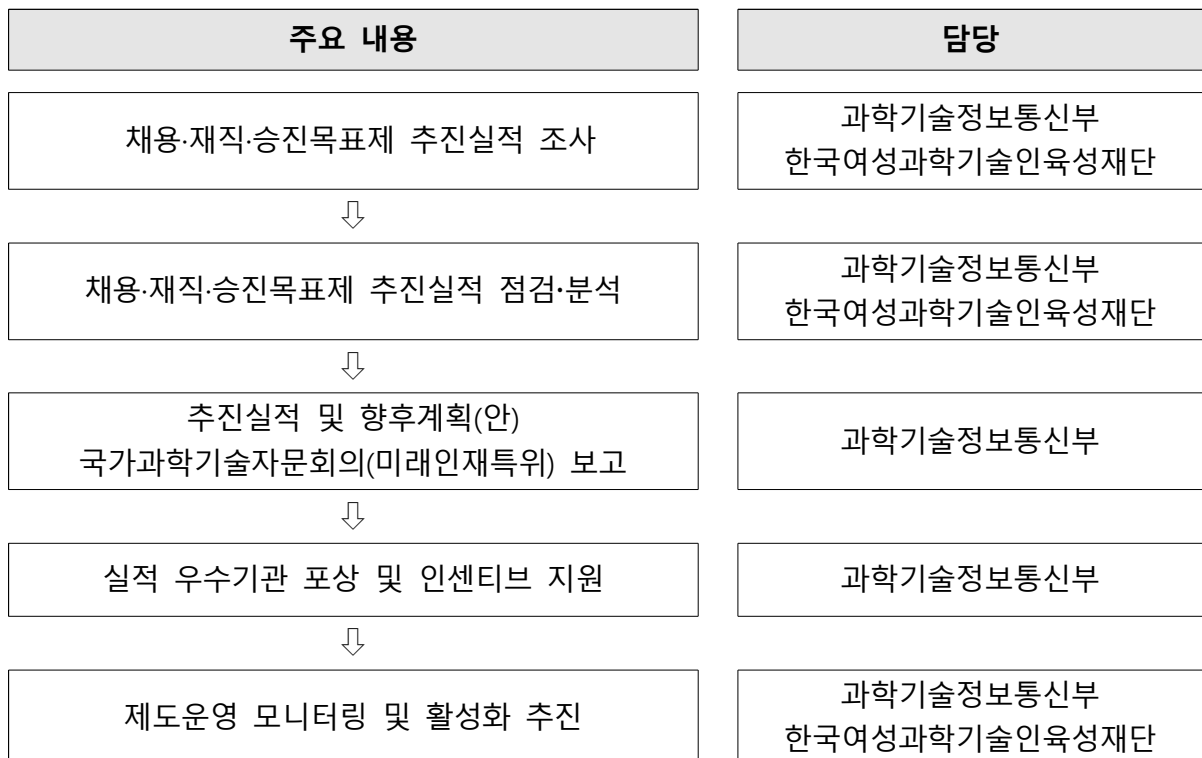 주요 내용
담당
채용·재직·승진목표제 추진실적 조사
과학기술정보통신부
한국여성과학기술인육성재단
채용·재직·승진목표제 추진실적 점검·분석
과학기술정보통신부
한국여성과학기술인육성재단
추진실적 및 향후계획(안)
국가과학기술자문회의(미래인재특위) 보고
과학기술정보통신부
실적 우수기관 포상 및 인센티브 지원
과학기술정보통신부
제도운영 모니터링 및 활성화 추진
과학기술정보통신부
한국여성과학기술인육성재단